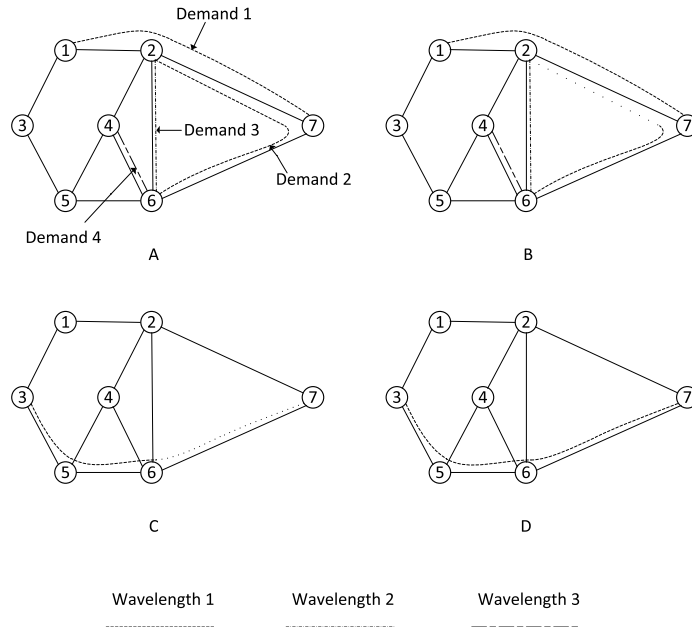 Demand 1
1
2
3
4
7
Demand 3
Demand 2
5
6
Demand 4
A
1
2
3
4
7
5
6
B
1
2
3
4
7
5
6
C
1
2
3
4
7
5
6
D
Wavelength 1
Wavelength 2
Wavelength 3